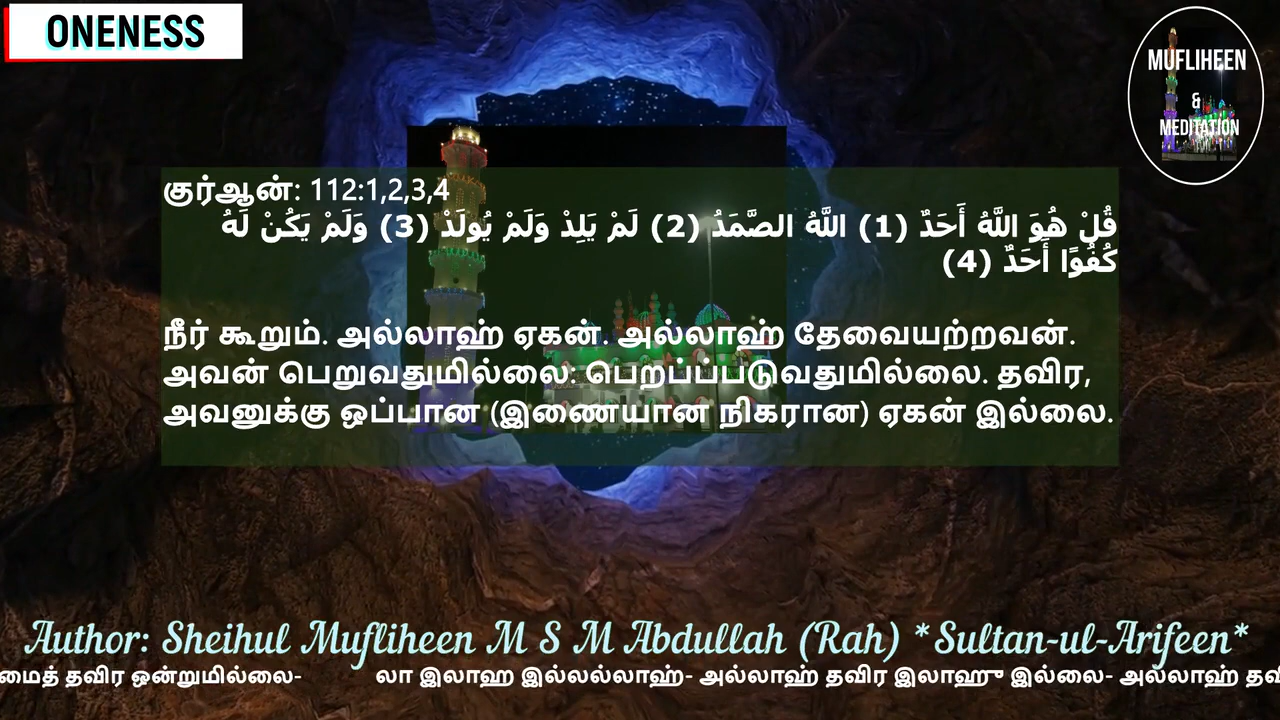 ONENESS
MUFLIHEEN
&
MEDITATION
குர்ஆன்: 112:1,2,3,4
قُلْ هُوَ اللَّهُ أَحَدٌ (1) اللَّهُ الصَّمَدُ (2) لَمْ يَلِدْ وَلَمْ يُولَدْ (3) وَلَمْ يَكُنْ لَهُ
كُفُوًا أَحَدٌ (4)
நீர் கூறும். அல்லாஹ் ஏகன். அல்லாஹ் தேவையற்றவன்.
அவன் பெறுவதுமில்லை: பெறப்ப்படுவதுமில்லை. தவிர,
அவனுக்கு ஒப்பான (இணையான நிகரான) ஏகன் இல்லை.
Author: Sheihul Mufliheen M S M Abdullah (Rah) *Sultan-ul-Arifeen*
மைத் தவிர ஒன்றுமில்லை- லா இலாஹ இல்லல்லாஹ்- அல்லாஹ் தவிர இலாஹு இல்லை- அல்லாஹ் தவி